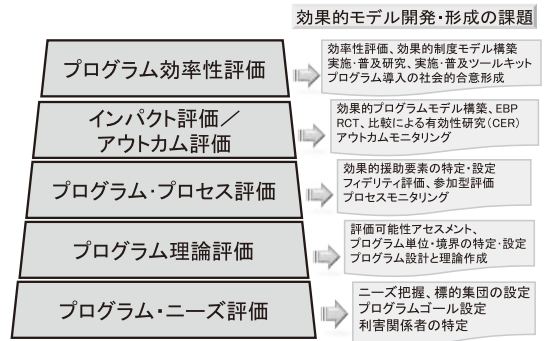 効果的モデル開発・形成の課題
プログラム効率性評価
効率性評価、効果的制度モデル構築
実施・普及研究、実施・普及ツールキット
プログラム導入の社会的合意形成
インパクト評価／
アウトカム評価
効果的プログラムモデル構築、EBP
RCT、比較による有効性研究（CER）
アウトカムモニタリング
プログラム・プロセス評価
効果的援助要素の特定・設定
フィデリティ評価、参加型評価
プロセスモニタリング
プログラム理論評価
評価可能性アセスメント、
プログラム単位・境界の特定・設定
プログラム設計と理論作成
プログラム・ニーズ評価
ニーズ把握、標的集団の設定
プログラムゴール設定
利害関係者の特定